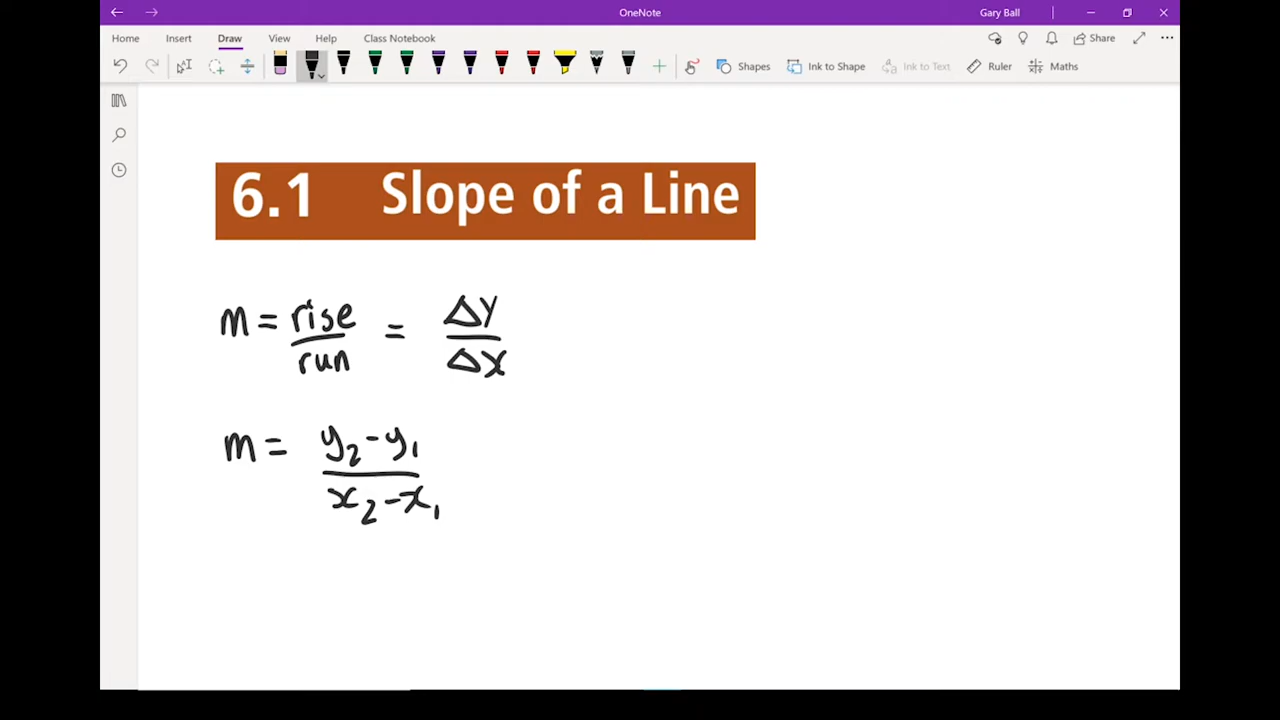 OneNote
Gary Ball
Home Insert Draw View Help Class Notebook
Share
Shapes Ink to Shape Ink to Text Ruler Maths
6.1 Slope of a Line
m = rise/run = ΔY/ΔX
m = y₂-y₁/x₂-x₁